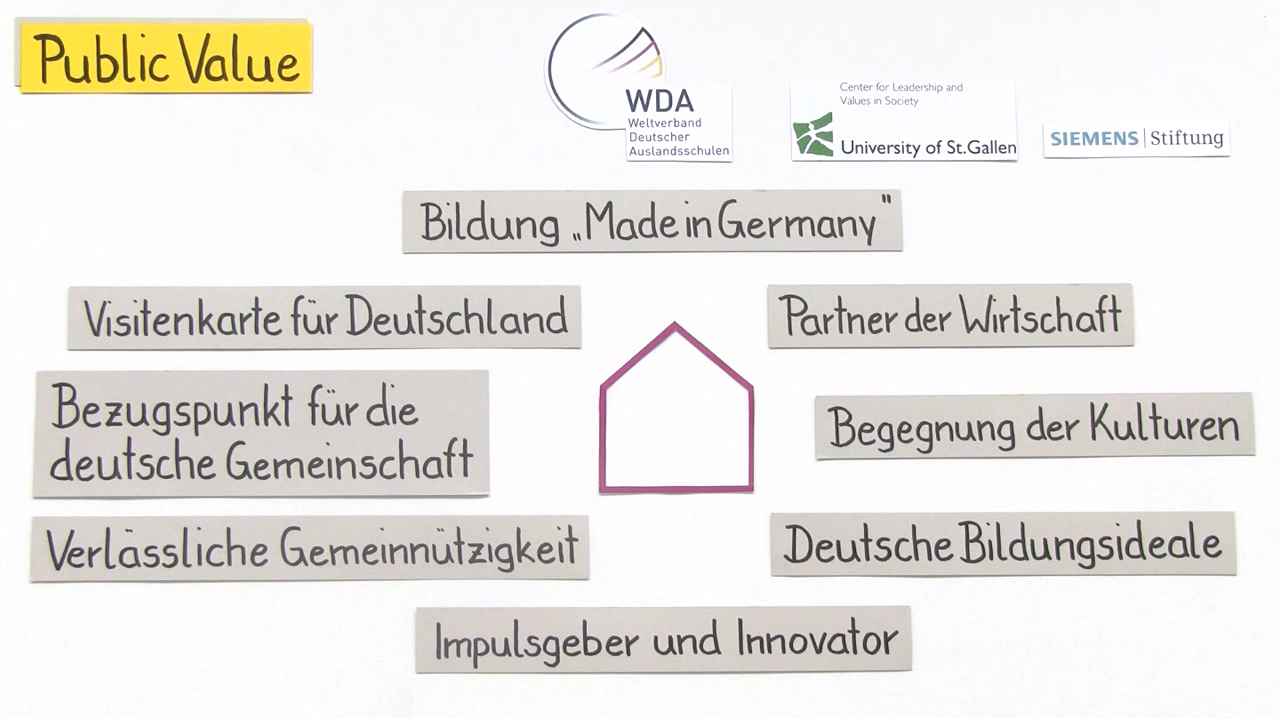 Public Value
WDA
Weltverband
Deutscher
Auslandsschulen
Center for Leadership and
Values in Society
University of St.Gallen
SIEMENS | Stiftung
Bildung „Made in Germany"
Visitenkarte für Deutschland
Partner der Wirtschaft
Bezugspunkt für die
deutsche Gemeinschaft
Begegnung der Kulturen
Verlässliche Gemeinnützigkeit
Deutsche Bildungsideale
Impulsgeber und Innovator